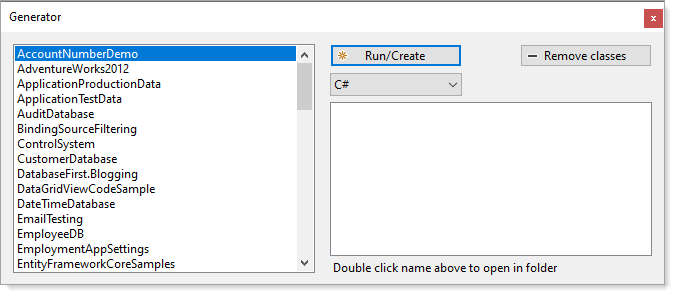 Generator
AccountNumberDemo
AdventureWorks2012
ApplicationProductionData
ApplicationTestData
AuditDatabase
BindingSourceFiltering
ControlSystem
CustomerDatabase
DatabaseFirst.Blogging
DataGridViewCodeSample
DateTimeDatabase
EmailTesting
EmployeeDB
EmploymentAppSettings
EntityFrameworkCoreSamples
Run/Create
Remove classes
C#
Double click name above to open in folder